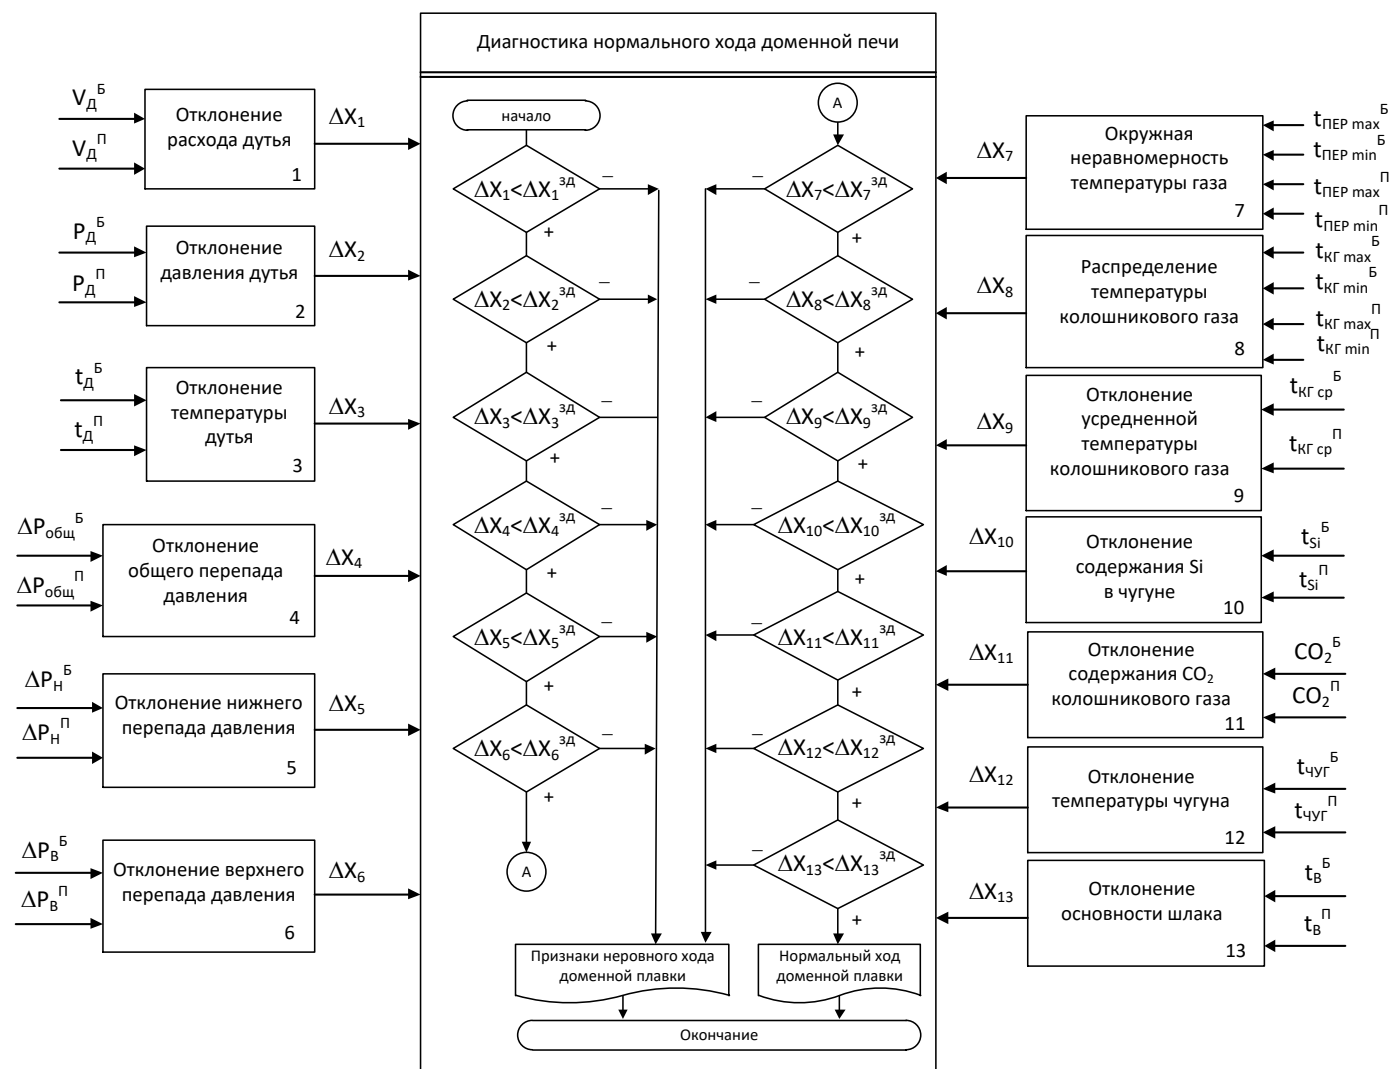 Диагностика нормального хода доменной печи
V_Д^Б
V_Д^П
Отклонение
расхода дутья
1
ΔX₁
P_Д^Б
P_Д^П
Отклонение
давления дутья
2
ΔX₂
t_Д^Б
t_Д^П
Отклонение
температуры
дутья
3
ΔX₃
ΔP_общ^Б
ΔP_общ^П
Отклонение
общего перепада
давления
4
ΔX₄
ΔP_Н^Б
ΔP_Н^П
Отклонение нижнего
перепада давления
5
ΔX₅
ΔP_В^Б
ΔP_В^П
Отклонение верхнего
перепада давления
6
ΔX₆
начало
ΔX₁<ΔX₁^зд
–
+
ΔX₂<ΔX₂^зд
–
+
ΔX₃<ΔX₃^зд
–
+
ΔX₄<ΔX₄^зд
–
+
ΔX₅<ΔX₅^зд
–
+
ΔX₆<ΔX₆^зд
–
+
А
А
ΔX₇<ΔX₇^зд
–
+
ΔX₈<ΔX₈^зд
–
+
ΔX₉<ΔX₉^зд
–
+
ΔX₁₀<ΔX₁₀^зд
–
+
ΔX₁₁<ΔX₁₁^зд
–
+
ΔX₁₂<ΔX₁₂^зд
–
+
ΔX₁₃<ΔX₁₃^зд
–
+
Признаки неровного хода
доменной плавки
Нормальный ход
доменной плавки
Окончание
ΔX₇
Окружная
неравномерность
температуры газа
7
t_ПЕР max^Б
t_ПЕР min^Б
t_ПЕР max^П
t_ПЕР min^П
ΔX₈
Распределение
температуры
колошникового газа
8
t_КГ max^Б
t_КГ min^Б
t_КГ max^П
t_КГ min^П
ΔX₉
Отклонение
усредненной
температуры
колошникового газа
9
t_КГ ср^Б
t_КГ ср^П
ΔX₁₀
Отклонение
содержания Si
в чугуне
10
t_Si^Б
t_Si^П
ΔX₁₁
Отклонение
содержания CO₂
колошникового газа
11
CO₂^Б
CO₂^П
ΔX₁₂
Отклонение
температуры чугуна
12
t_ЧУГ^Б
t_ЧУГ^П
ΔX₁₃
Отклонение
основности шлака
13
t_В^Б
t_В^П